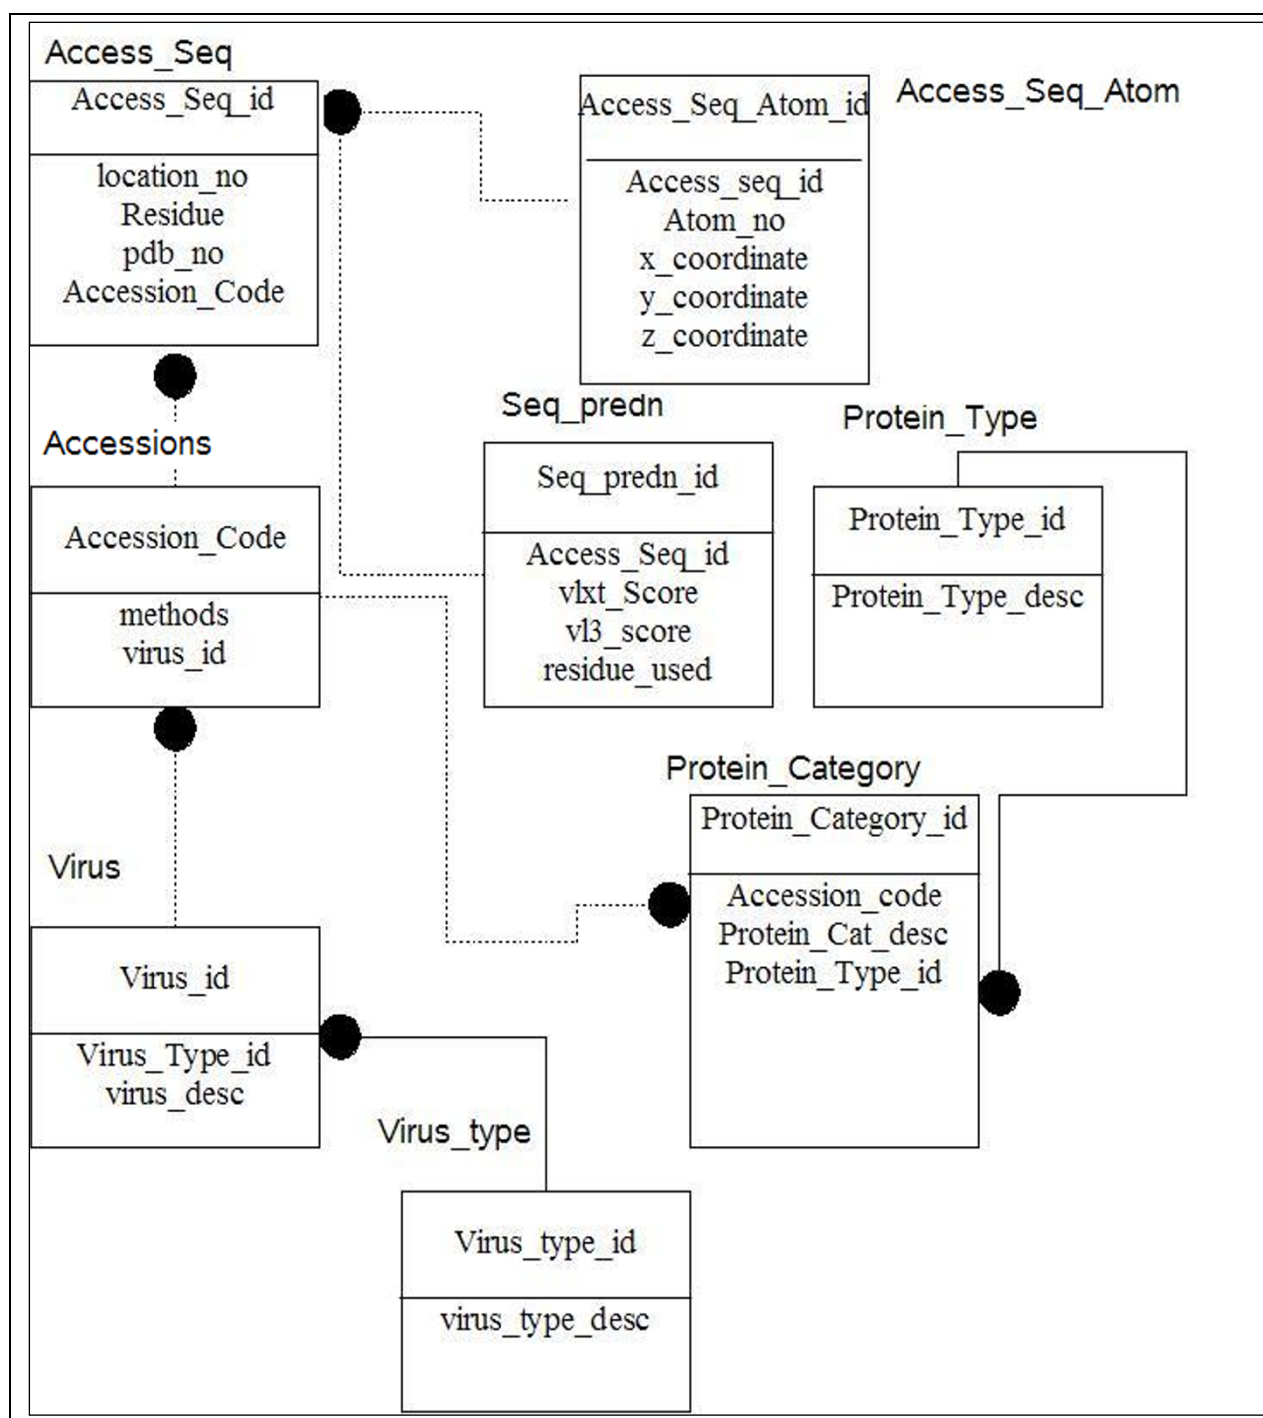 Access_Seq
Access_Seq_id
location_no
Residue
pdb_no
Accession_Code
Access_Seq_Atom
Access_Seq_Atom_id
Access_seq_id
Atom_no
x_coordinate
y_coordinate
z_coordinate
Accessions
Accession_Code
methods
virus_id
Seq_predn
Seq_predn_id
Access_Seq_id
vlxt_Score
vl3_score
residue_used
Protein_Type
Protein_Type_id
Protein_Type_desc
Protein_Category
Protein_Category_id
Accession_code
Protein_Cat_desc
Protein_Type_id
Virus
Virus_id
Virus_Type_id
virus_desc
Virus_type
Virus_type_id
virus_type_desc